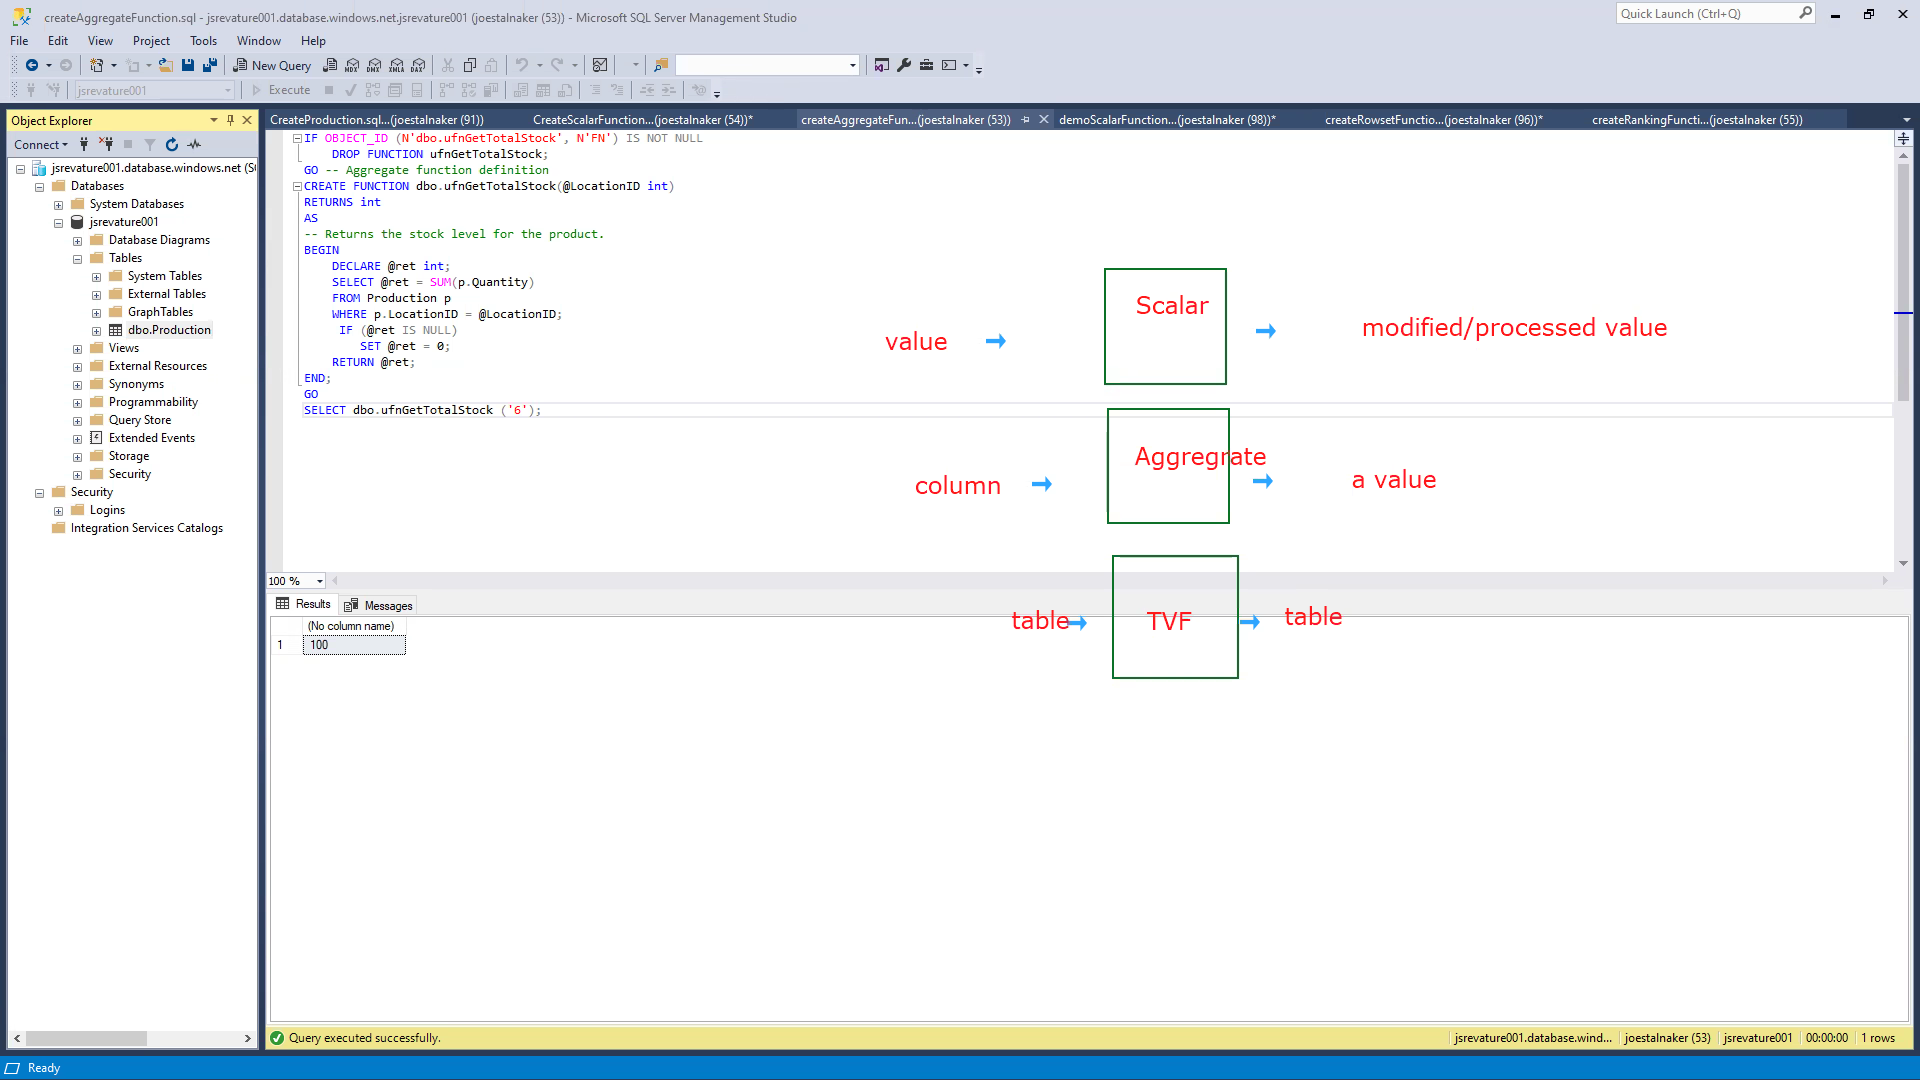 createAggregateFunction.sql - jsrevature001.database.windows.net.jsrevature001 (joestalnaker (53)) - Microsoft SQL Server Management Studio
Quick Launch (Ctrl+Q)
File Edit View Project Tools Window Help
New Query MDX DMX XMLA DAX
jsrevature001 Execute
Object Explorer
Connect
jsrevature001.database.windows.net (S
Databases
System Databases
jsrevature001
Database Diagrams
Tables
System Tables
External Tables
GraphTables
dbo.Production
Views
External Resources
Synonyms
Programmability
Query Store
Extended Events
Storage
Security
Security
Logins
Integration Services Catalogs
CreateProduction.sql...(joestalnaker (91)) CreateScalarFunction...(joestalnaker (54))* createAggregateFun...(joestalnaker (53)) demoScalarFunction...(joestalnaker (98))* createRowsetFunctio...(joestalnaker (96))* createRankingFuncti...(joestalnaker (55))
IF OBJECT_ID (N'dbo.ufnGetTotalStock', N'FN') IS NOT NULL
DROP FUNCTION ufnGetTotalStock;
GO -- Aggregate function definition
CREATE FUNCTION dbo.ufnGetTotalStock(@LocationID int)
RETURNS int
AS
-- Returns the stock level for the product.
BEGIN
DECLARE @ret int;
SELECT @ret = SUM(p.Quantity)
FROM Production p
WHERE p.LocationID = @LocationID;
IF (@ret IS NULL)
SET @ret = 0;
RETURN @ret;
END;
GO
SELECT dbo.ufnGetTotalStock ('6');
value Scalar modified/processed value
column Aggregrate a value
table TVF table
100 %
Results Messages
(No column name)
1 100
Query executed successfully. jsrevature001.database.wind... joestalnaker (53) jsrevature001 00:00:00 1 rows
Ready